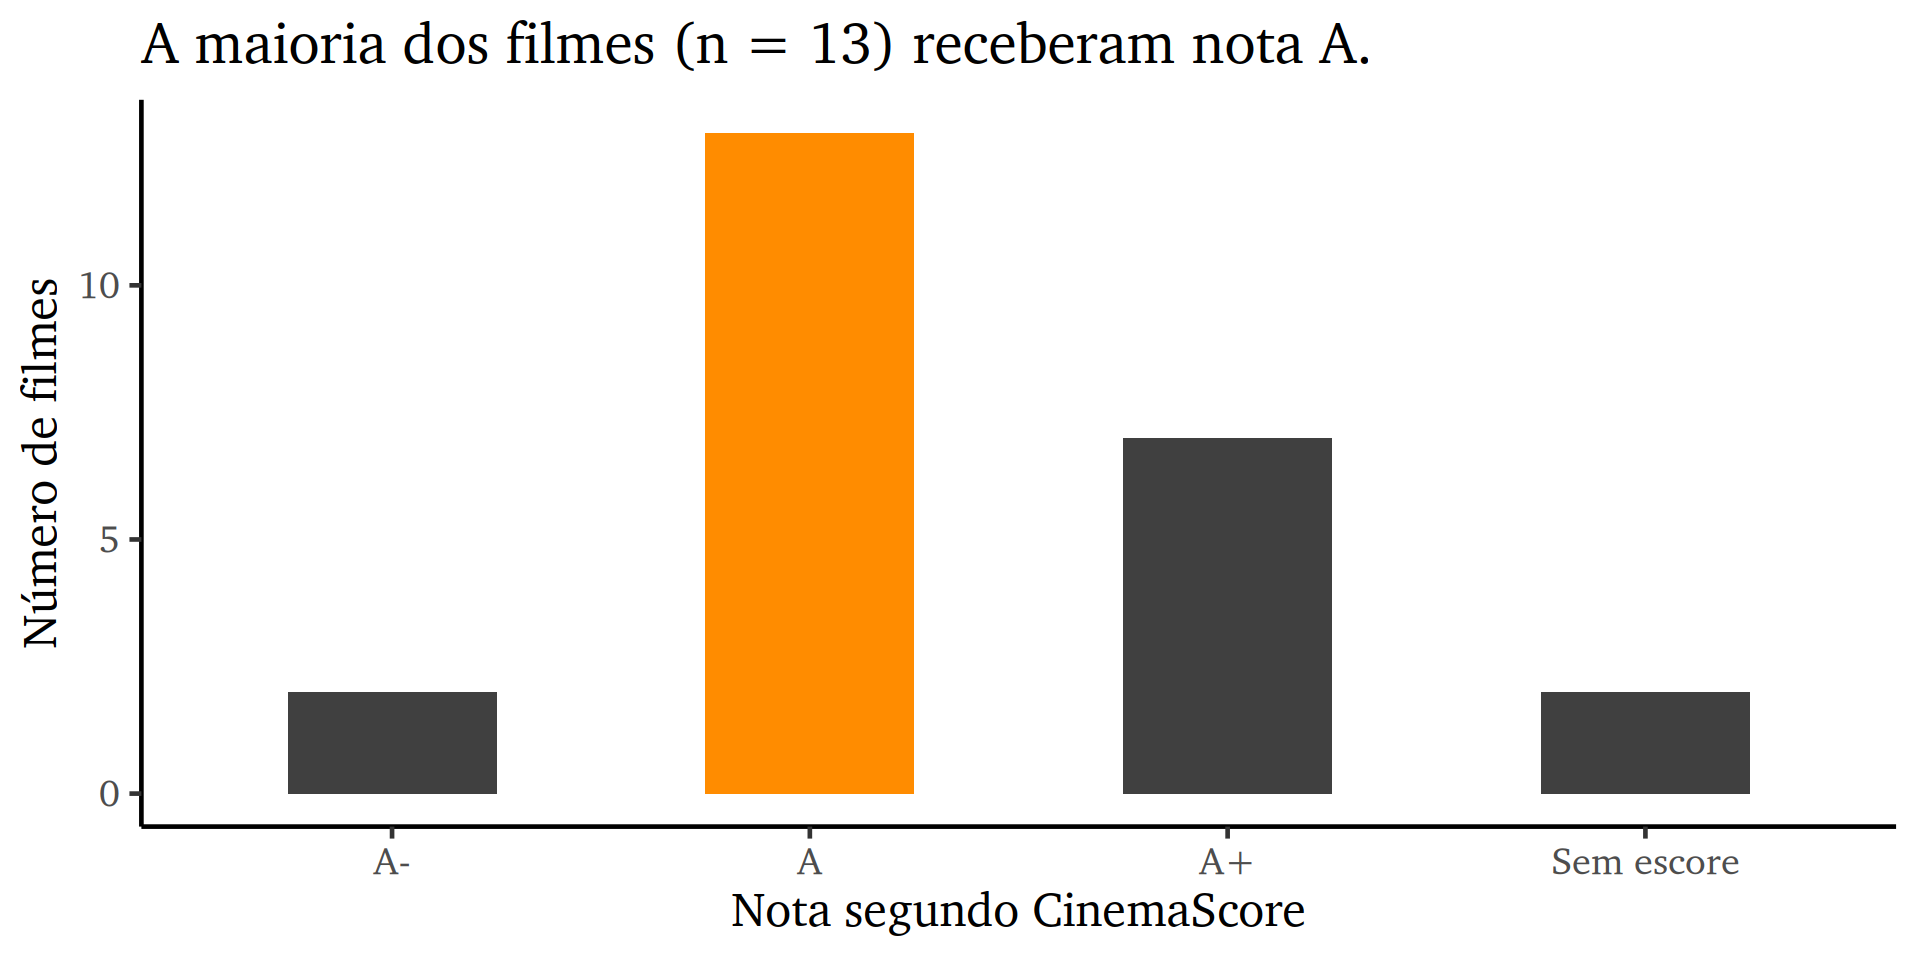 A maioria dos filmes (n = 13) receberam nota A.
Número de filmes
10
5
0
A-
A
A+
Sem escore
Nota segundo CinemaScore